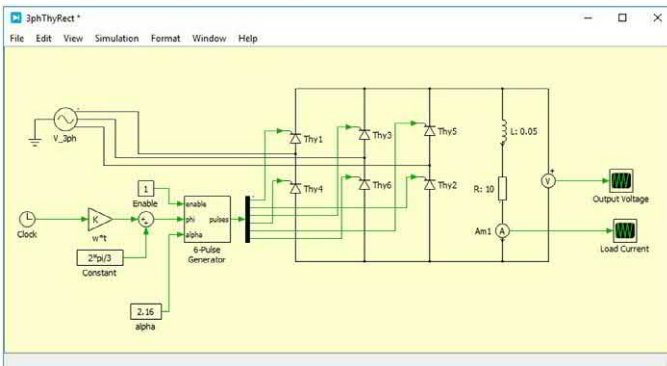 3phThyRect *
File Edit View Simulation Format Window Help
V_3ph
Thy1
Thy3
Thy5
L: 0.05
1
Enable
Thy4
Thy6
Thy2
R: 10
V
Output Voltage
Clock
K
w*t
enable
phi
alpha
pulses
6-Pulse
Generator
Am1
A
Load Current
2*pi/3
Constant
2.16
alpha